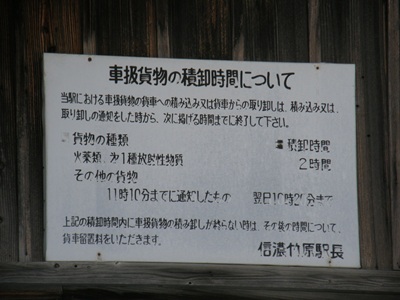 車扱貨物の積卸時間について
当駅における車扱貨物の貨車への積み込み又は貨車からの取り卸しは、積み込み又は、
取り卸しの通知をした時から、次に掲げる時間までに終了して下さい。
貨物の種類 積卸時間
火薬類、 放射性物質 2時間
その他の貨物
11時10分までに通知したもの 翌日10時 まで
上記の積卸時間内に車扱貨物の積み卸しが終らない時は、その後の時間について、
貨車留置料をいただきます。
信濃竹原駅長